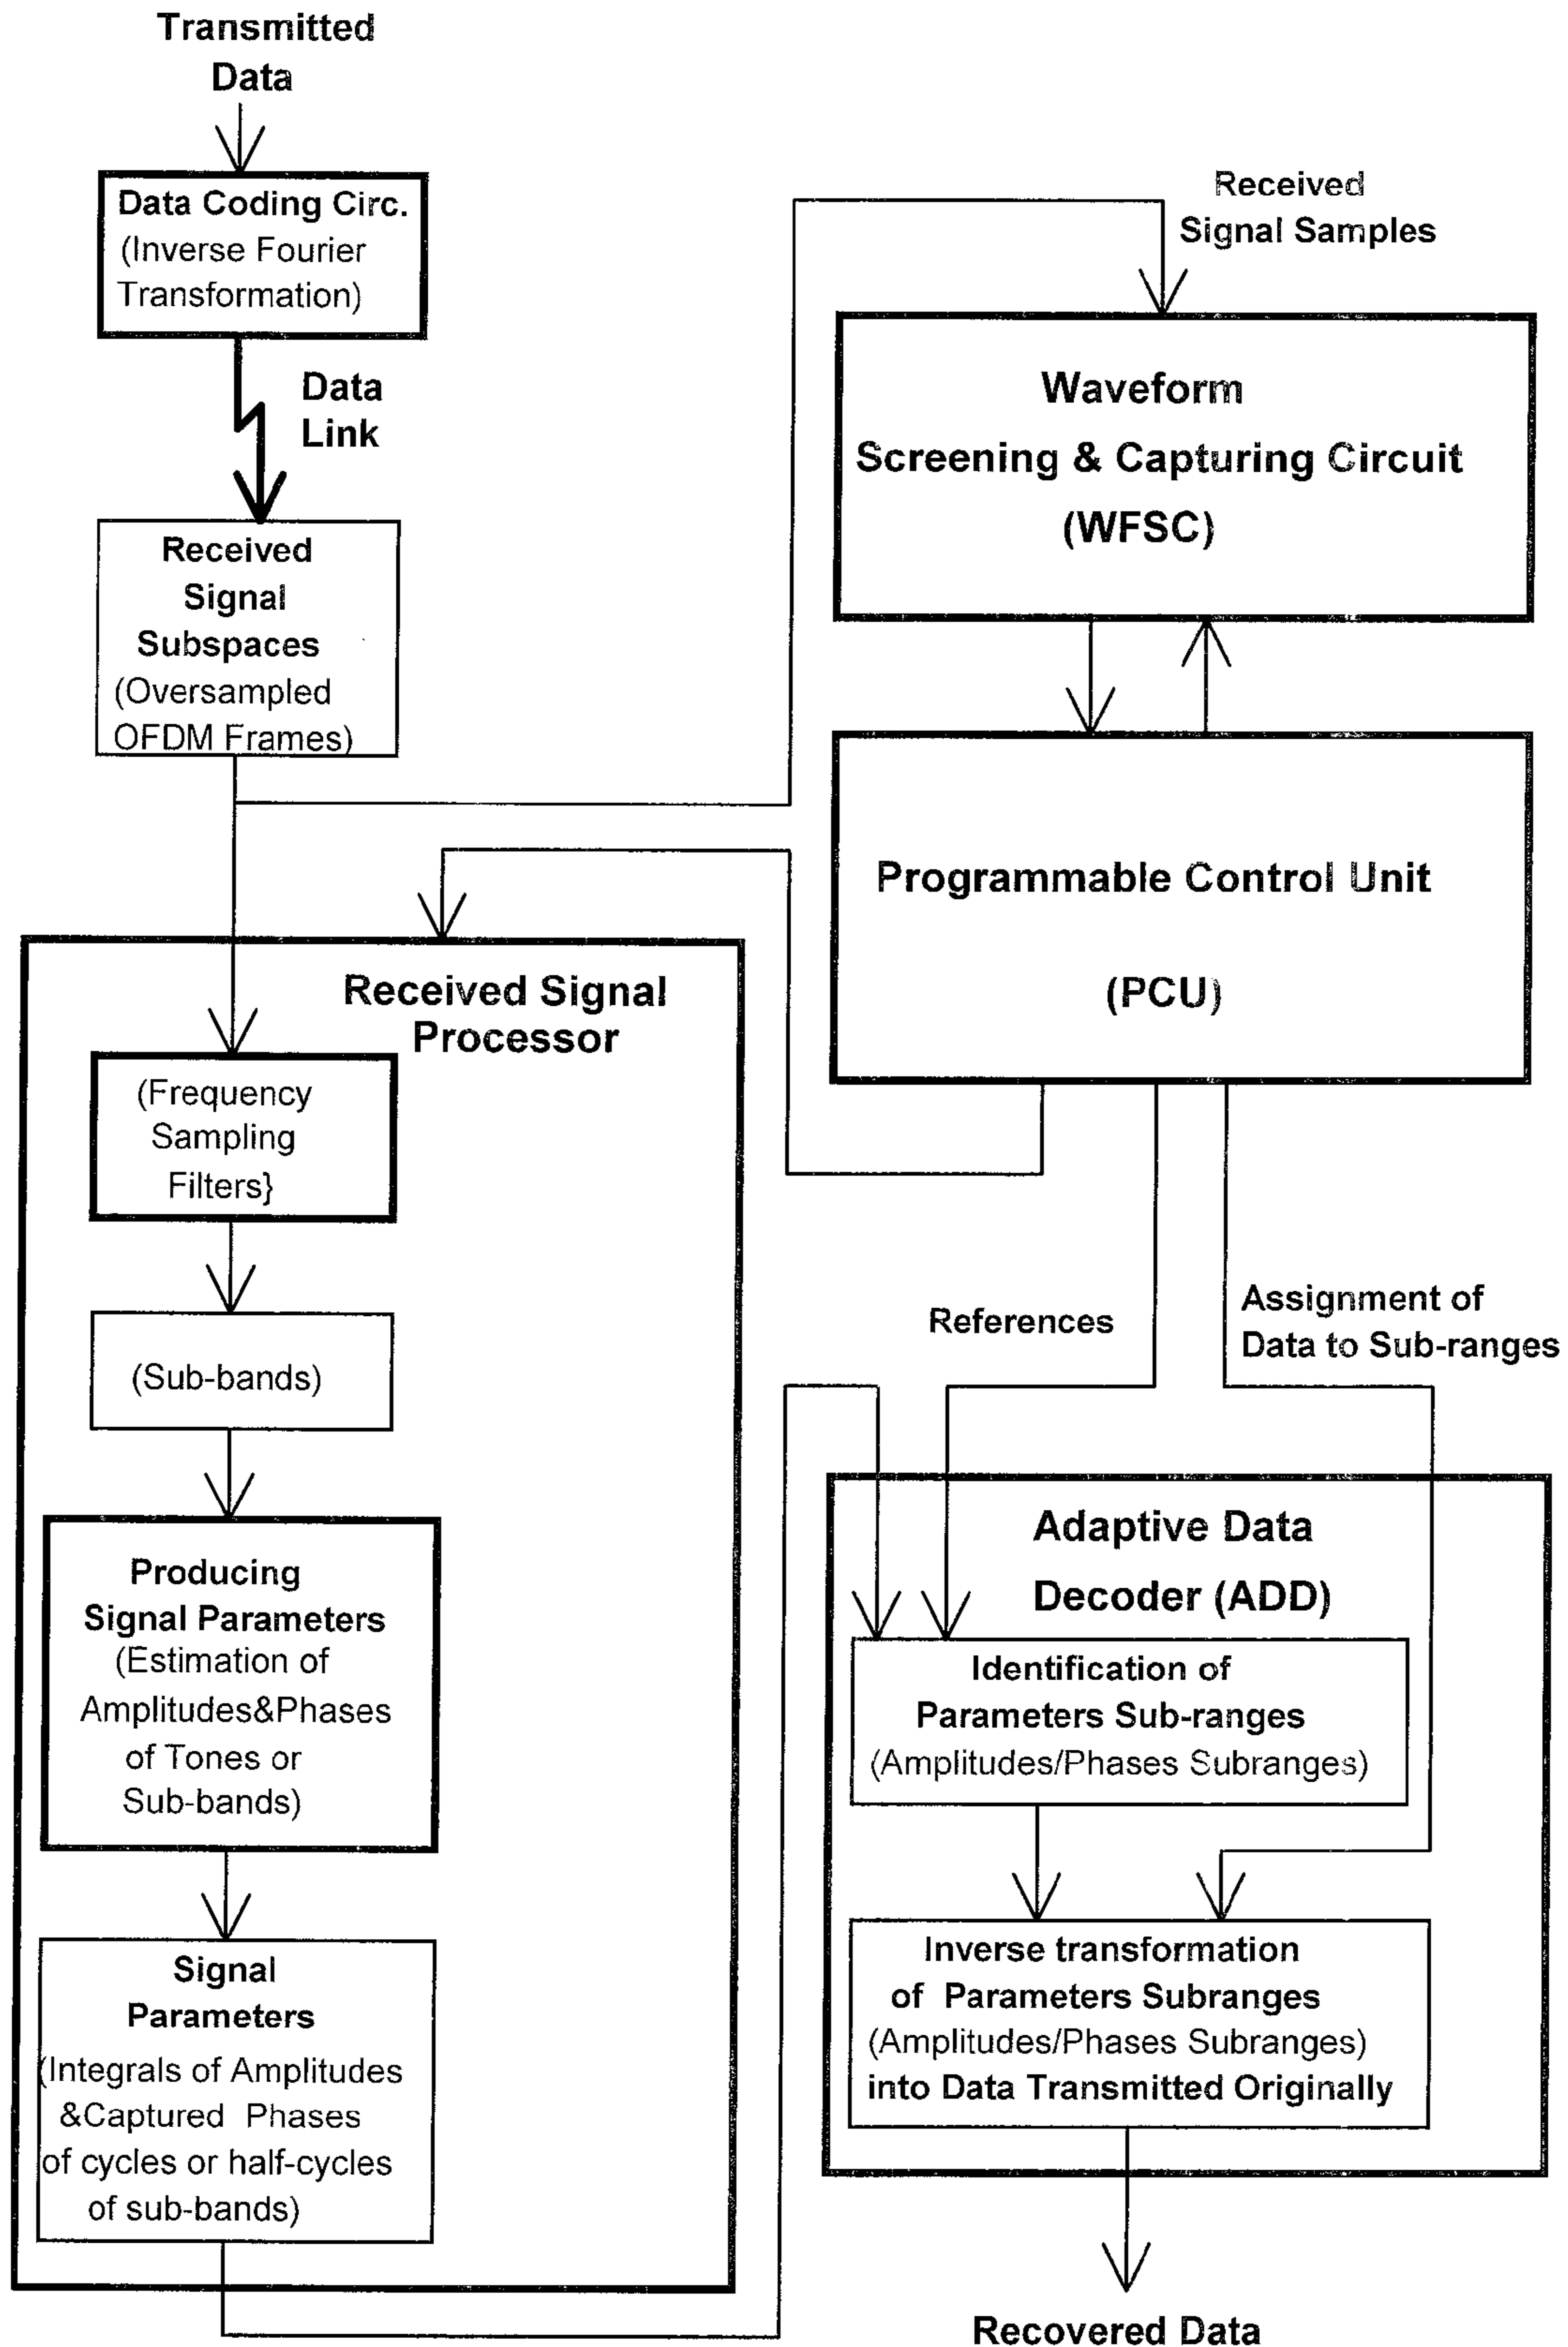 Transmitted
Data
Data Coding Circ.
(Inverse Fourier
Transformation)
Data
Link
Received
Signal
Subspaces
(Oversampled
OFDM Frames)
Received
Signal Samples
Waveform
Screening & Capturing Circuit
(WFSC)
Programmable Control Unit
(PCU)
Received Signal
Processor
(Frequency
Sampling
Filters}
(Sub-bands)
Producing
Signal Parameters
(Estimation of
Amplitudes&Phases
of Tones or
Sub-bands)
Signal
Parameters
(Integrals of Amplitudes
&Captured Phases
of cycles or half-cycles
of sub-bands)
References
Assignment of
Data to Sub-ranges
Adaptive Data
Decoder (ADD)
Identification of
Parameters Sub-ranges
(Amplitudes/Phases Subranges)
Inverse transformation
of Parameters Subranges
(Amplitudes/Phases Subranges)
into Data Transmitted Originally
Recovered Data